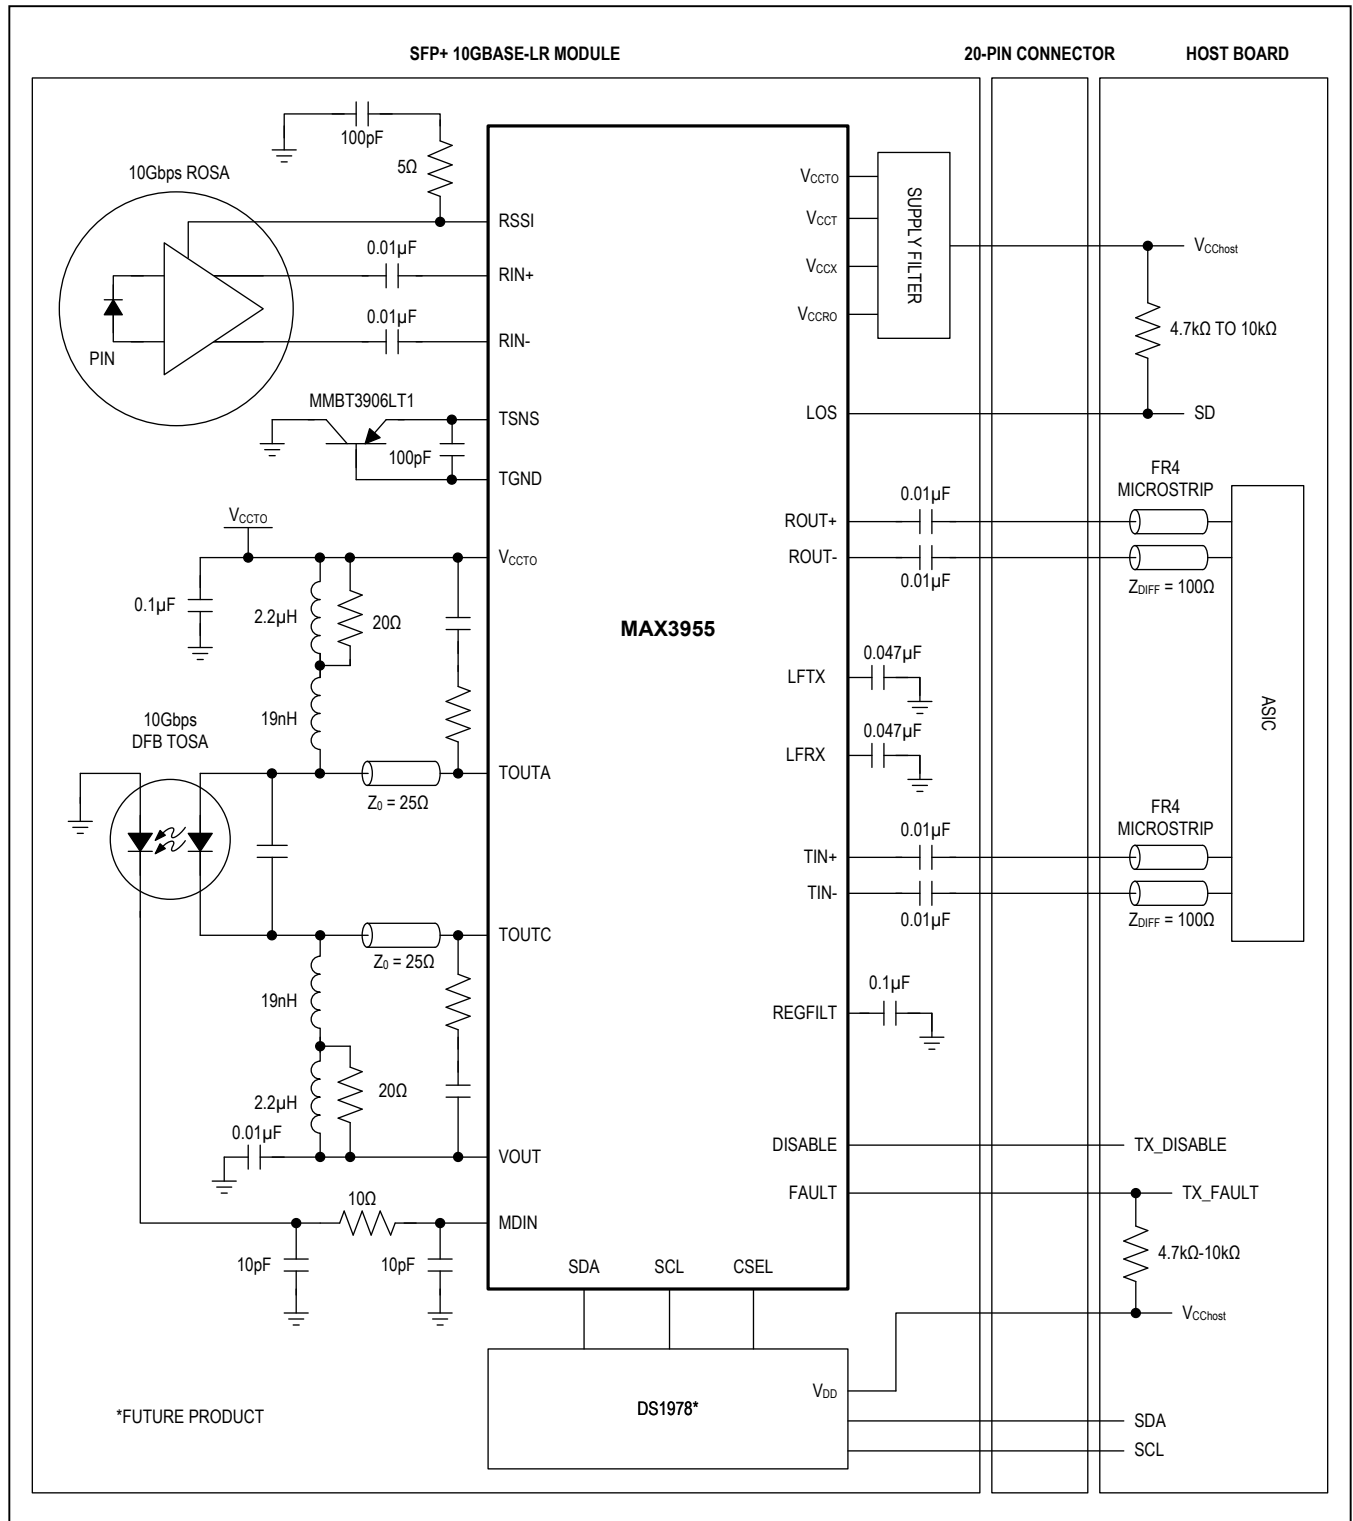 SFP+ 10GBASE-LR MODULE
20-PIN CONNECTOR
HOST BOARD
100pF
5Ω
10Gbps ROSA
RSSI
0.01µF
RIN+
0.01µF
RIN-
PIN
MMBT3906LT1
TSNS
100pF
TGND
VCCTO
VCCTO
0.1µF
2.2µH
20Ω
19nH
10Gbps
DFB TOSA
TOUTA
Z0 = 25Ω
TOUTC
Z0 = 25Ω
19nH
2.2µH
20Ω
0.01µF
VOUT
10Ω
MDIN
10pF
10pF
MAX3955
VCCTO
VCCT
VCCX
VCCRO
SUPPLY FILTER
VCChost
4.7kΩ TO 10kΩ
LOS
SD
FR4
MICROSTRIP
0.01µF
ROUT+
ROUT-
0.01µF
ZDIFF = 100Ω
0.047µF
LFTX
0.047µF
LFRX
ASIC
FR4
MICROSTRIP
0.01µF
TIN+
TIN-
0.01µF
ZDIFF = 100Ω
0.1µF
REGFILT
DISABLE
TX_DISABLE
FAULT
TX_FAULT
4.7kΩ-10kΩ
VCChost
SDA
SCL
CSEL
VDD
DS1978*
SDA
SCL
*FUTURE PRODUCT